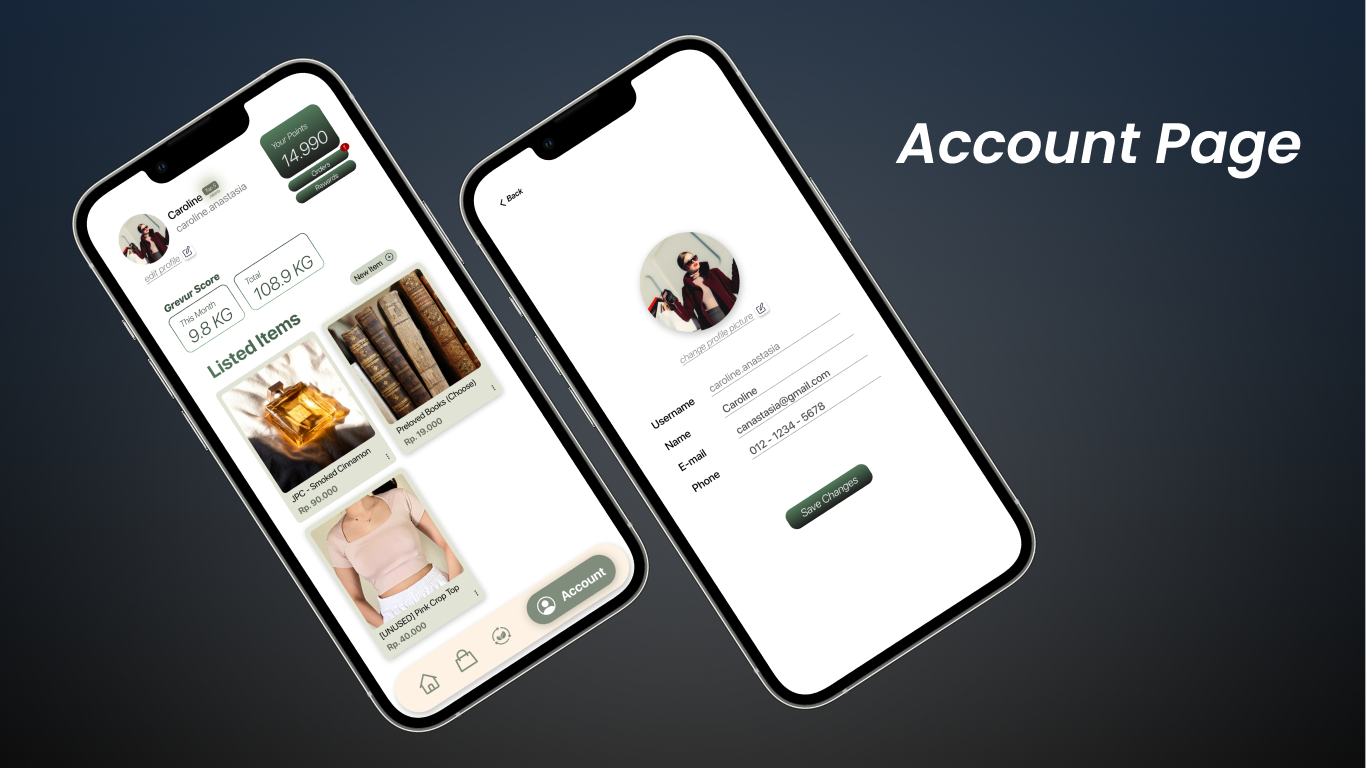 Account Page
Your Points
14.990
Orders
Rewards
Caroline
caroline.anastasia
edit profile
Grevur Score
This Month
9.8 KG
Total
108.9 KG
New Item
Listed Items
JPC - Smoked Cinnamon
Rp. 90.000
Preloved Books (Choose)
Rp. 19.000
[UNUSED] Pink Crop Top
Rp. 40.000
Account
< Back
change profile picture
Username caroline.anastasia
Name Caroline
E-mail canastasia@gmail.com
Phone 012 - 1234 - 5678
Save Changes